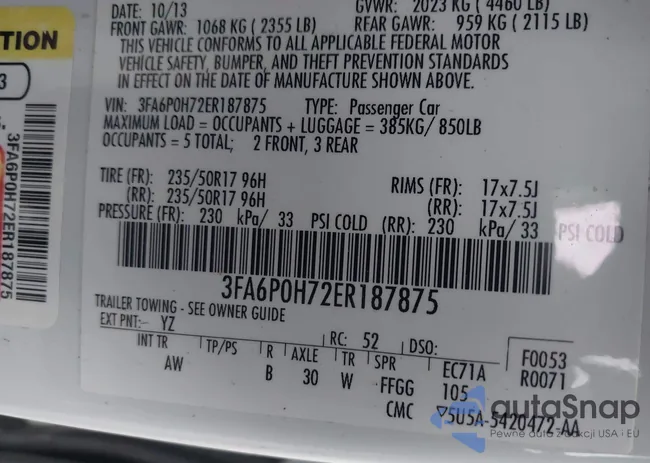 TION
3
3FA6P0H72ER187875
DATE: 10/13 GVWR: 2023 KG ( 4460 LB)
FRONT GAWR: 1068 KG ( 2355 LB) REAR GAWR: 959 KG ( 2115 LB)
THIS VEHICLE CONFORMS TO ALL APPLICABLE FEDERAL MOTOR
VEHICLE SAFETY, BUMPER, AND THEFT PREVENTION STANDARDS
IN EFFECT ON THE DATE OF MANUFACTURE SHOWN ABOVE.
VIN: 3FA6P0H72ER187875 TYPE: Passenger Car
MAXIMUM LOAD = OCCUPANTS + LUGGAGE = 385KG/ 850LB
OCCUPANTS = 5 TOTAL; 2 FRONT, 3 REAR
TIRE (FR): 235/50R17 96H RIMS (FR): 17x7.5J
(RR): 235/50R17 96H (RR): 17x7.5J
PRESSURE (FR): 230 kPa/ 33 PSI COLD (RR): 230 kPa/ 33 PSI COLD
3FA6P0H72ER187875
TRAILER TOWING - SEE OWNER GUIDE
EXT PNT:- YZ RC: 52 DSO: F0053
INT TR TP/PS R AXLE TR SPR EC71A R0071
AW B 30 W FFGG 105
CMC ▽5U5A-5420472-AA
autoSnap
Pewne auta z aukcji USA i EU